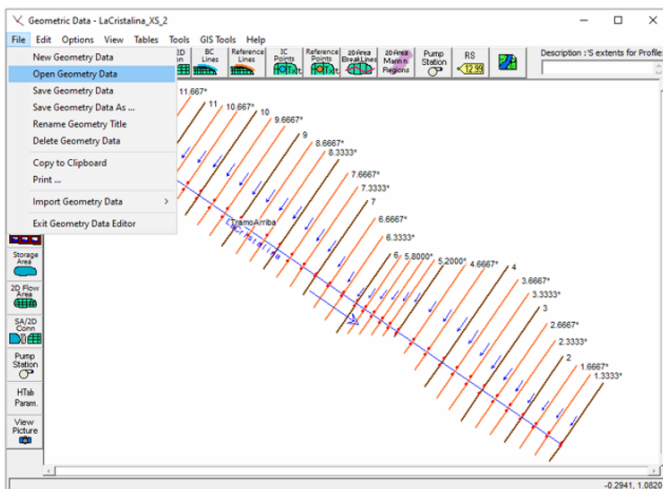 Geometric Data - LaCristalina_XS_2
File Edit Options View Tables Tools GIS Tools Help
New Geometry Data
Open Geometry Data
Save Geometry Data
Save Geometry Data As ...
Rename Geometry Title
Delete Geometry Data
Copy to Clipboard
Print ...
Import Geometry Data
Exit Geometry Data Editor
BC Lines
Reference Lines
IC Points
Reference Points
2D Area BreakLines
2D Area Mann n Regions
Pump Station
RS
12.99
Description : 'S extents for Profile:
Storage Area
2D Flow Area
SA/2D Conn
Pump Station
HTab Param.
View Picture
11.667*
11
10.667*
10
9.6667*
9
8.6667*
8.3333*
7.6667*
7.3333*
7
6.6667*
6.3333*
6
5.8000*
5.2000*
4.6667*
4
3.6667*
3.3333*
3
2.6667*
2.3333*
2
1.6667*
1.3333*
TramoArriba
-0.2941, 1.0820